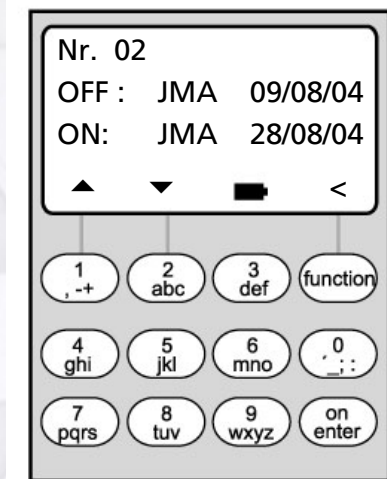 Nr. 02
OFF : JMA 09/08/04
ON: JMA 28/08/04
<
1 2 3 function
, -+ abc def
4 5 6 0
ghi jkl mno ´_; :
7 8 9 on
pqrs tuv wxyz enter